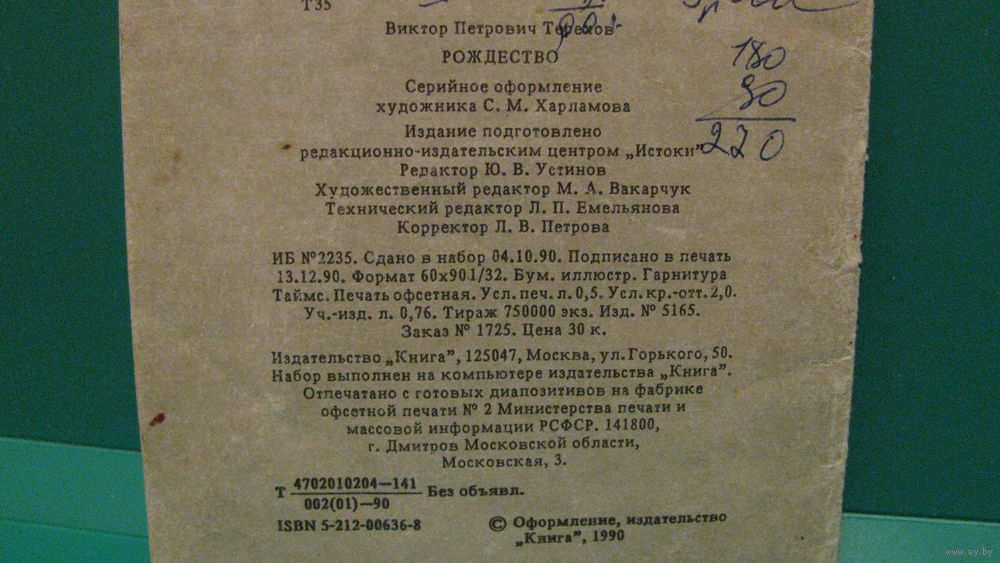 Т35
Виктор Петрович Терехов
РОЖДЕСТВО
180
Серийное оформление
художника С. М. Харламова
90
Издание подготовлено
редакционно-издательским центром „Истоки"
220
Редактор Ю. В. Устинов
Художественный редактор М. А. Вакарчук
Технический редактор Л. П. Емельянова
Корректор Л. В. Петрова
ИБ №2235. Сдано в набор 04.10.90. Подписано в печать
13.12.90. Формат 60х90 1/32. Бум. иллюстр. Гарнитура
Таймс. Печать офсетная. Усл. печ. л. 0,5. Усл. кр.-отт. 2,0.
Уч.-изд. л. 0,76. Тираж 750000 экз. Изд. № 5165.
Заказ № 1725. Цена 30 к.
Издательство „Книга", 125047, Москва, ул. Горького, 50.
Набор выполнен на компьютере издательства „Книга".
Отпечатано с готовых диапозитивов на фабрике
офсетной печати № 2 Министерства печати и
массовой информации РСФСР. 141800,
г. Дмитров Московской области,
Московская, 3.
Т 4702010204—141 Без объявл.
002(01)—90
ISBN 5-212-00636-8
© Оформление, издательство
„Книга", 1990
www.ay.by